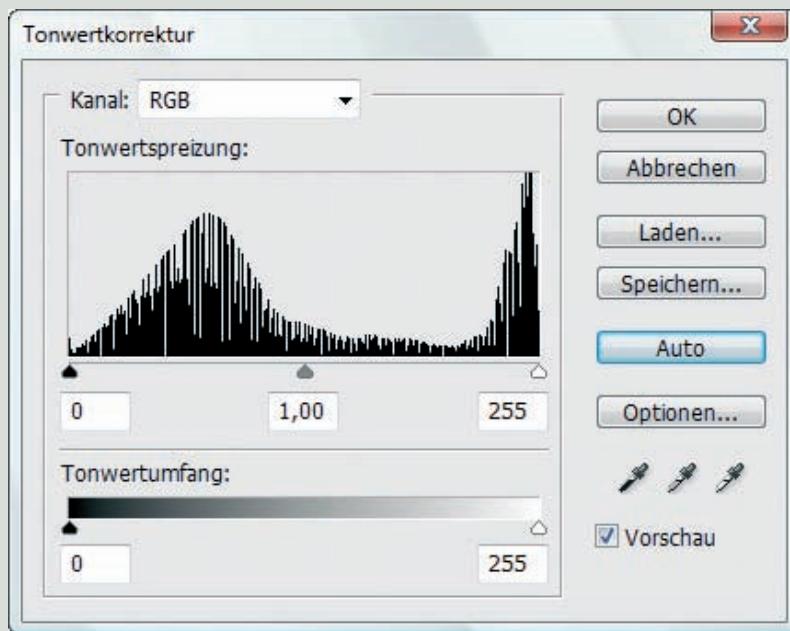 Tonwertkorrektur
Kanal: RGB
Tonwertspreizung:
0 1,00 255
Tonwertumfang:
0 255
OK
Abbrechen
Laden...
Speichern...
Auto
Optionen...
Vorschau